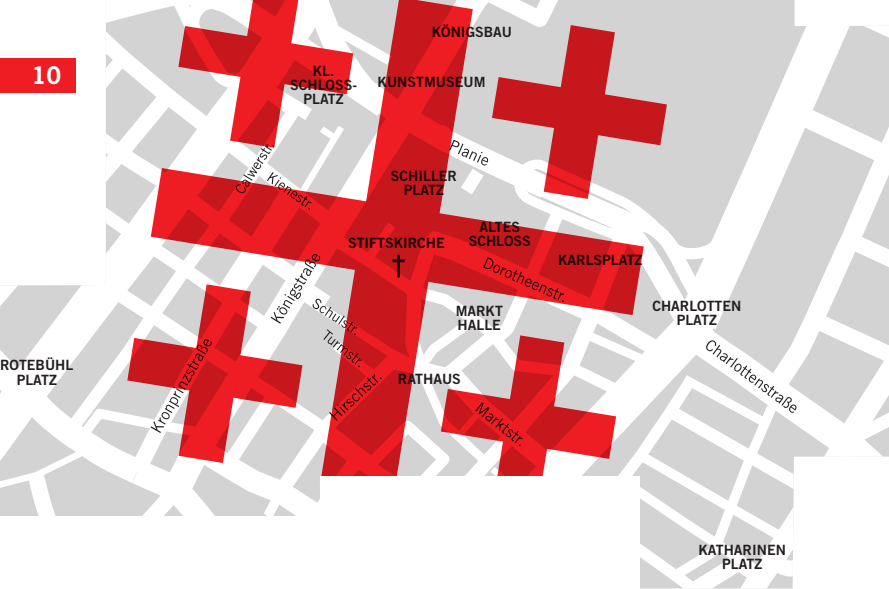 KÖNIGSBAU
10
KL.
SCHLOSS-
PLATZ
KUNSTMUSEUM
Planie
Calwerstr.
Kienestr.
SCHILLER
PLATZ
STIFTSKIRCHE
ALTES
SCHLOSS
KARLSPLATZ
Dorotheenstr.
Königstraße
Schulstr.
MARKT
HALLE
CHARLOTTEN
PLATZ
Turmstr.
Charlottenstraße
ROTEBÜHL
PLATZ
Kronprinzstraße
Hirschstr.
RATHAUS
Marktstr.
KATHARINEN
PLATZ